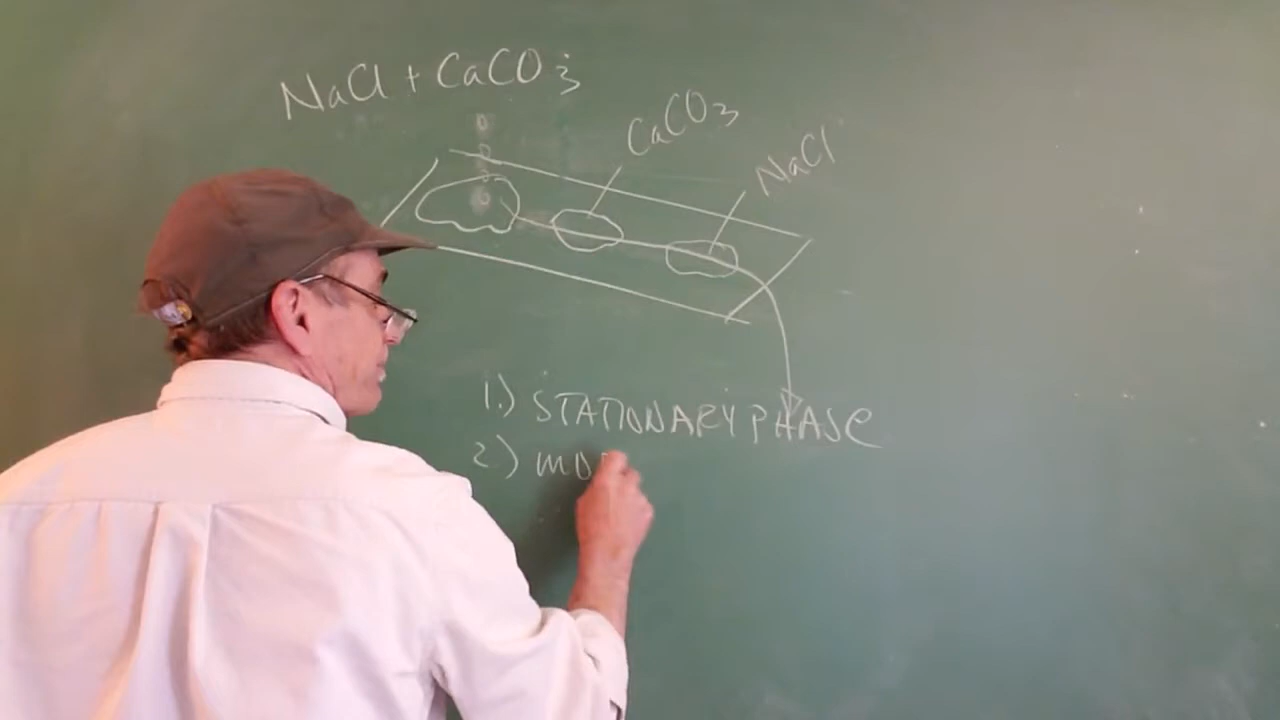 NaCl + CaCO3
CaCO3
NaCl
1.) STATIONARY PHASE
2.) MO